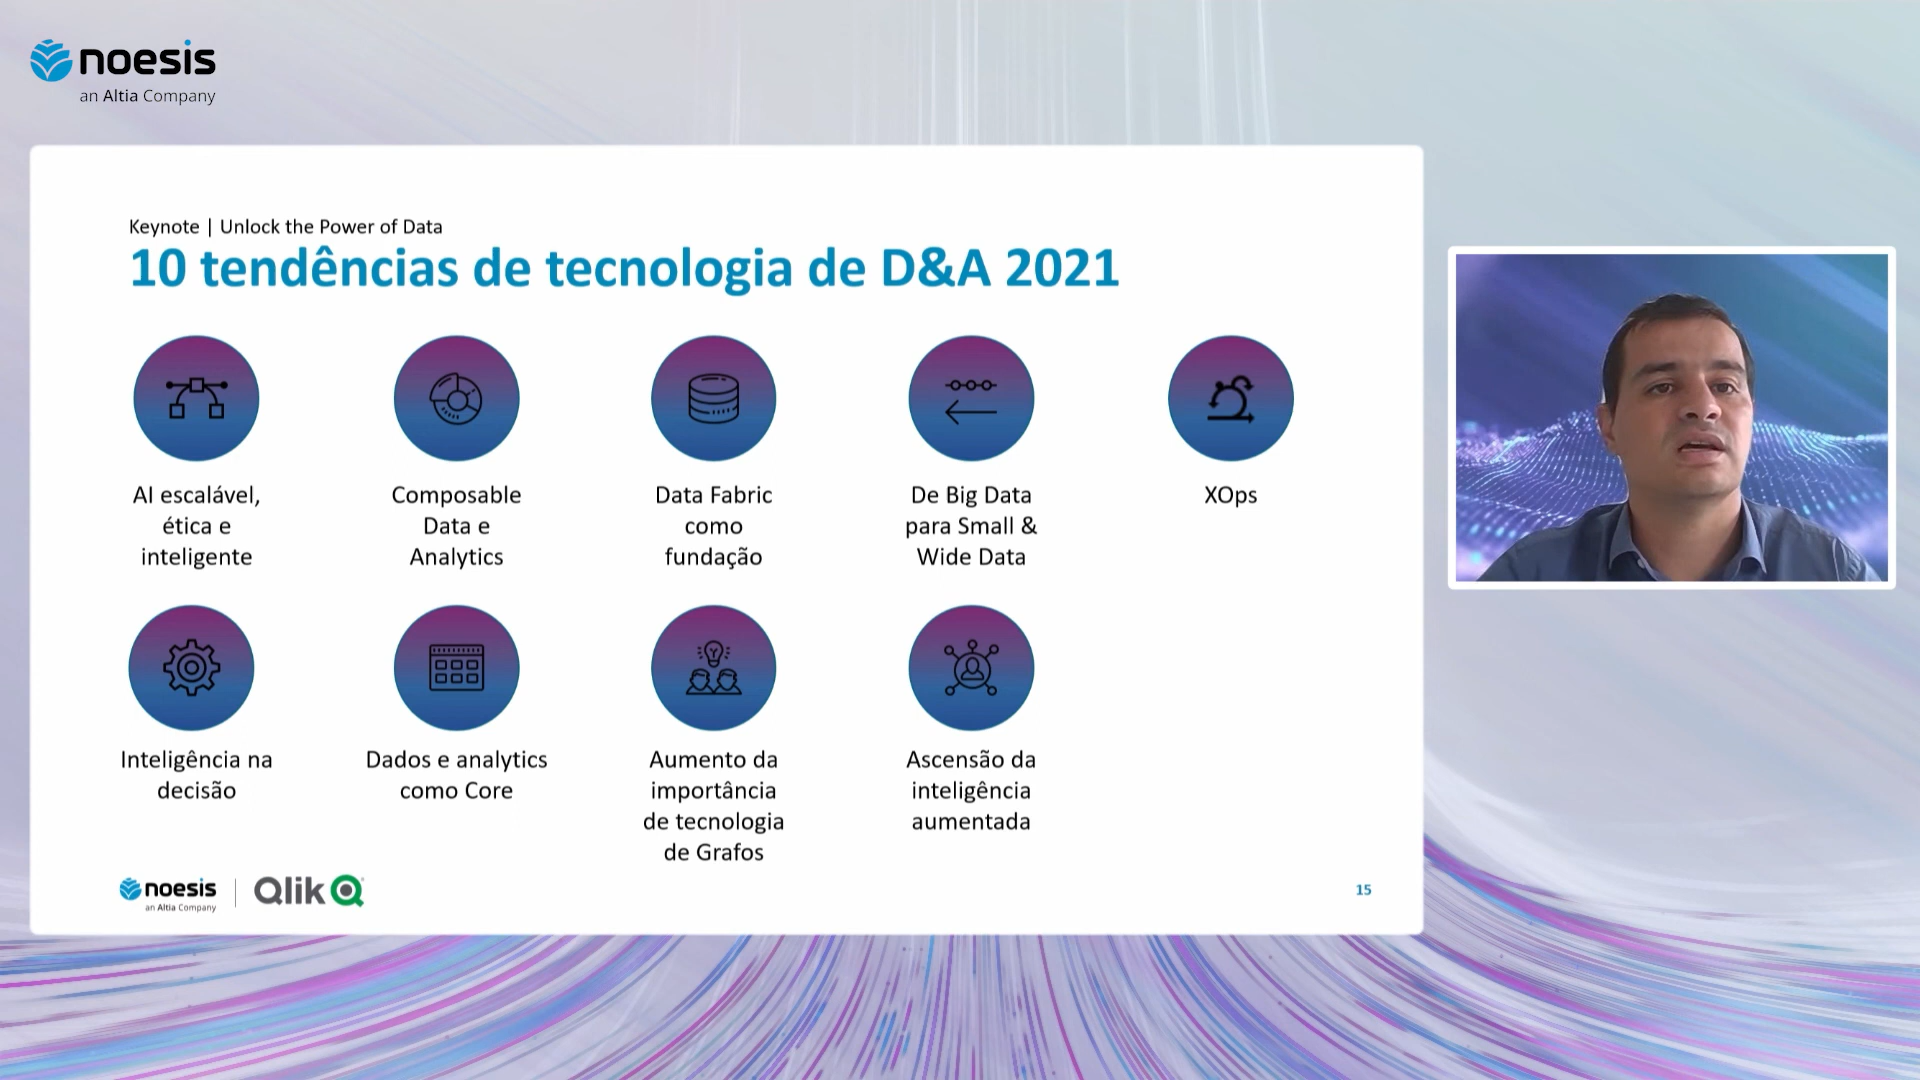 noesis
an Altia Company
Keynote | Unlock the Power of Data
10 tendências de tecnologia de D&A 2021
AI escalável,
ética e
inteligente
Composable
Data e
Analytics
Data Fabric
como
fundação
De Big Data
para Small &
Wide Data
XOps
Inteligência na
decisão
Dados e analytics
como Core
Aumento da
importância
de tecnologia
de Grafos
Ascensão da
inteligência
aumentada
noesis
an Altia Company
Qlik
15